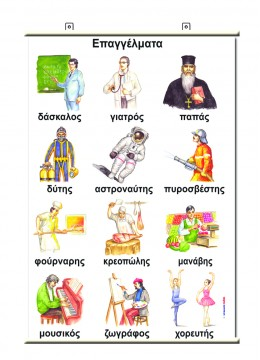 Επαγγέλματα
δάσκαλος γιατρός παπάς
δύτης αστροναύτης πυροσβέστης
φούρναρης κρεοπώλης μανάβης
μουσικός ζωγράφος χορευτής